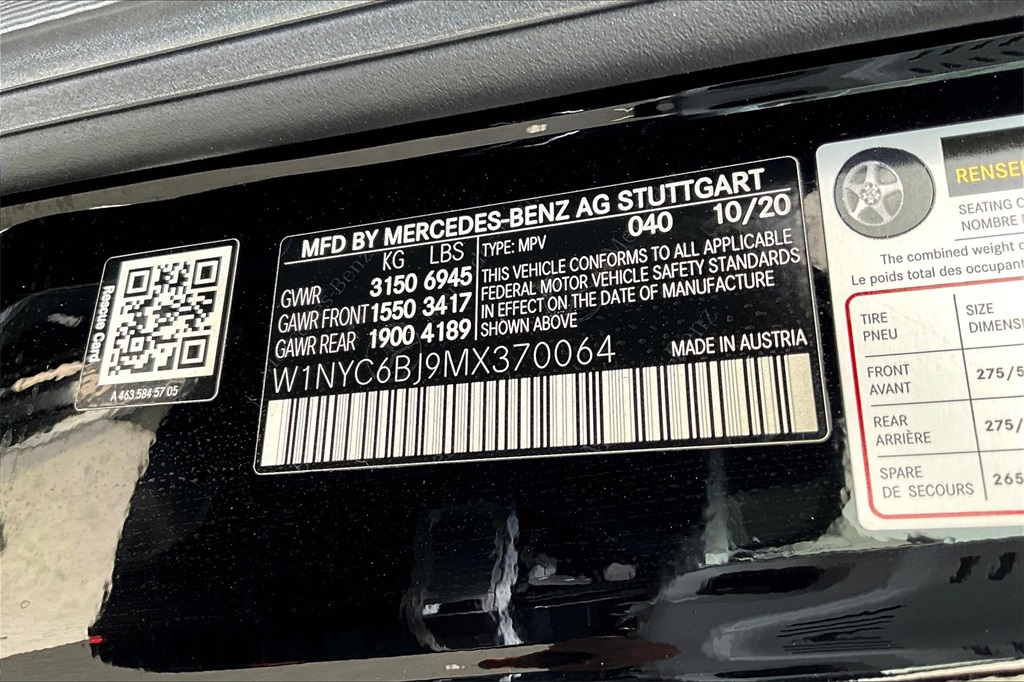 Rescue Card
A 463 584 57 05
MFD BY MERCEDES-BENZ AG STUTTGART
KG LBS
GVWR 3150 6945
GAWR FRONT 1550 3417
GAWR REAR 1900 4189
TYPE: MPV 040 10/20
THIS VEHICLE CONFORMS TO ALL APPLICABLE
FEDERAL MOTOR VEHICLE SAFETY STANDARDS
IN EFFECT ON THE DATE OF MANUFACTURE
SHOWN ABOVE
W1NYC6BJ9MX370064
MADE IN AUSTRIA
RENSEI
SEATING C
NOMBRE
The combined weight o
Le poids total des occupant
TIRE SIZE
PNEU DIMENSI
FRONT 275/5
AVANT
REAR 275/
ARRIÈRE
SPARE 265
DE SECOURS